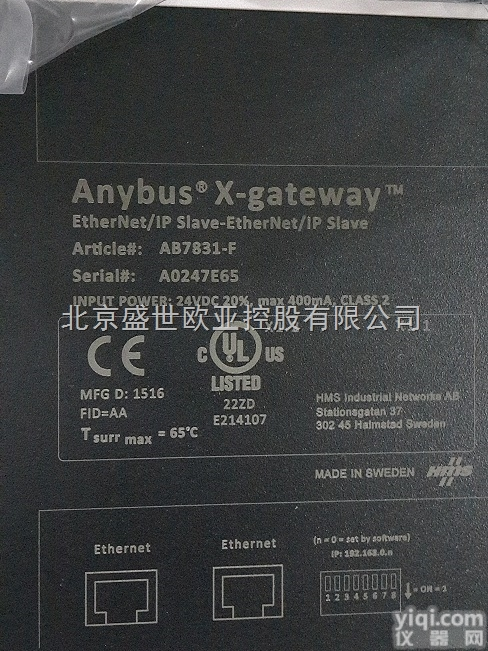 Anybus® X-gateway™
EtherNet/IP Slave-EtherNet/IP Slave
Article#: AB7831-F
Serial#: A0247E65
INPUT POWER: 24VDC 20%, max 400mA, CLASS 2
北京盛世欧亚控股有限公司
CE
C UL US
LISTED
22ZD
E214107
1
MFG D: 1516
FID=AA
Tsurr max = 65°C
HMS Industrial Networks AB
Stationsgatan 37
302 45 Halmstad Sweden
MADE IN SWEDEN HMS
Ethernet
Ethernet
(n = 0 = set by software)
IP: 192.168.0.n
1 2 3 4 5 6 7 8
↓ = ON = 1
yiqi.com
仪器网